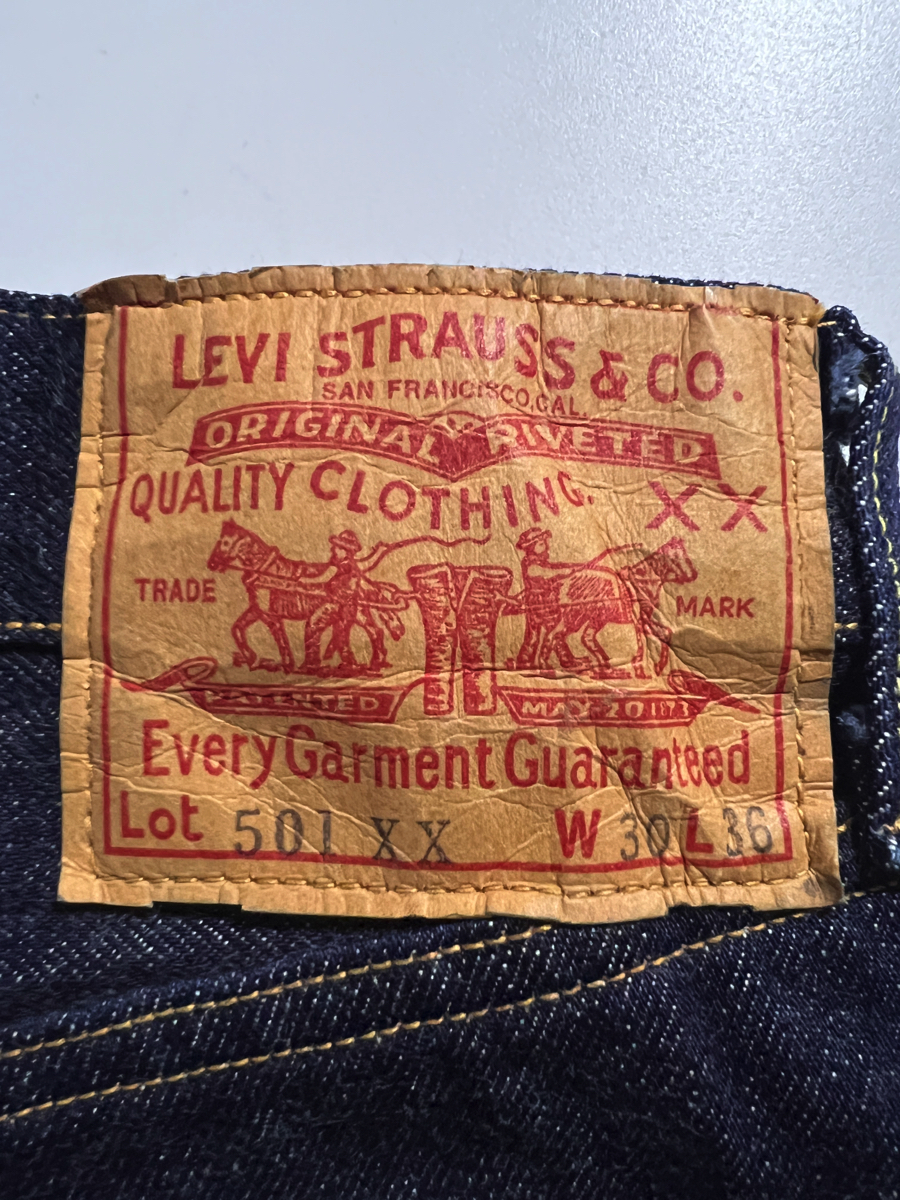 LEVI STRAUSS & CO.
SAN FRANCISCO, CAL.
ORIGINAL RIVETED
QUALITY CLOTHING.
XX
TRADE MARK
PATENTED MAY 20 1873
Every Garment Guaranteed
Lot 501 XX W 30 L 36